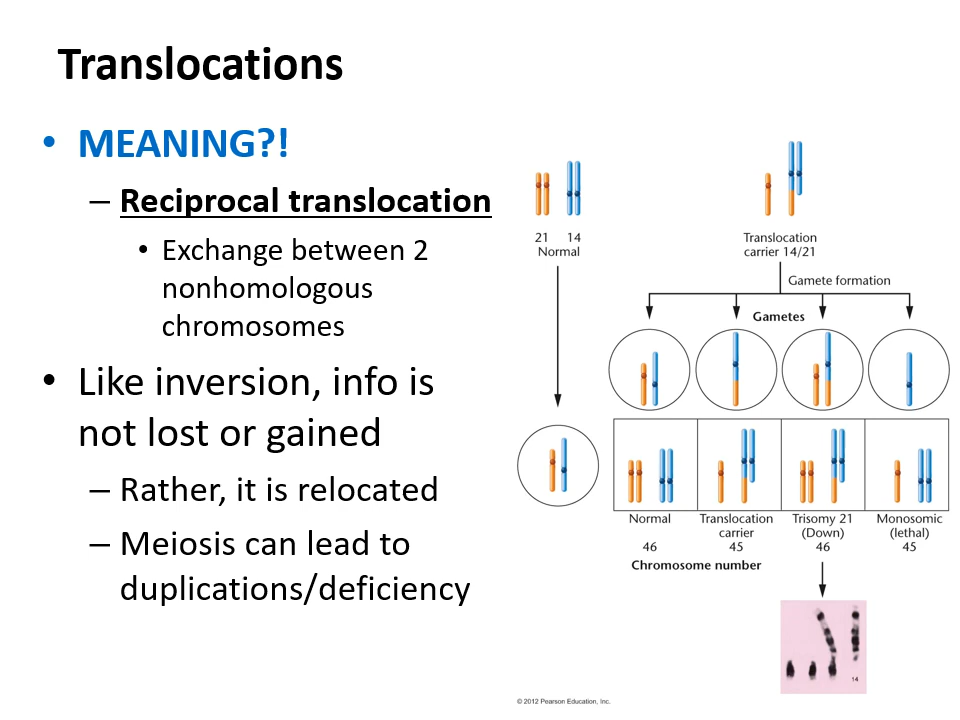 Translocations
• MEANING?!
– Reciprocal translocation
• Exchange between 2
nonhomologous
chromosomes
• Like inversion, info is
not lost or gained
– Rather, it is relocated
– Meiosis can lead to
duplications/deficiency
21 14
Normal
Translocation
carrier 14/21
Gamete formation
Gametes
Normal
46
Translocation
carrier
45
Trisomy 21
(Down)
46
Monosomic
(lethal)
45
Chromosome number
14
© 2012 Pearson Education, Inc.